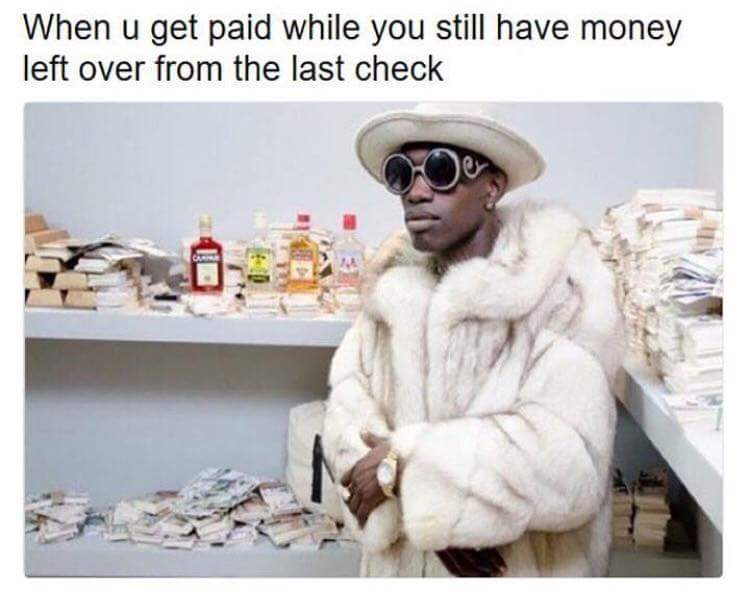 When u get paid while you still have money
left over from the last check